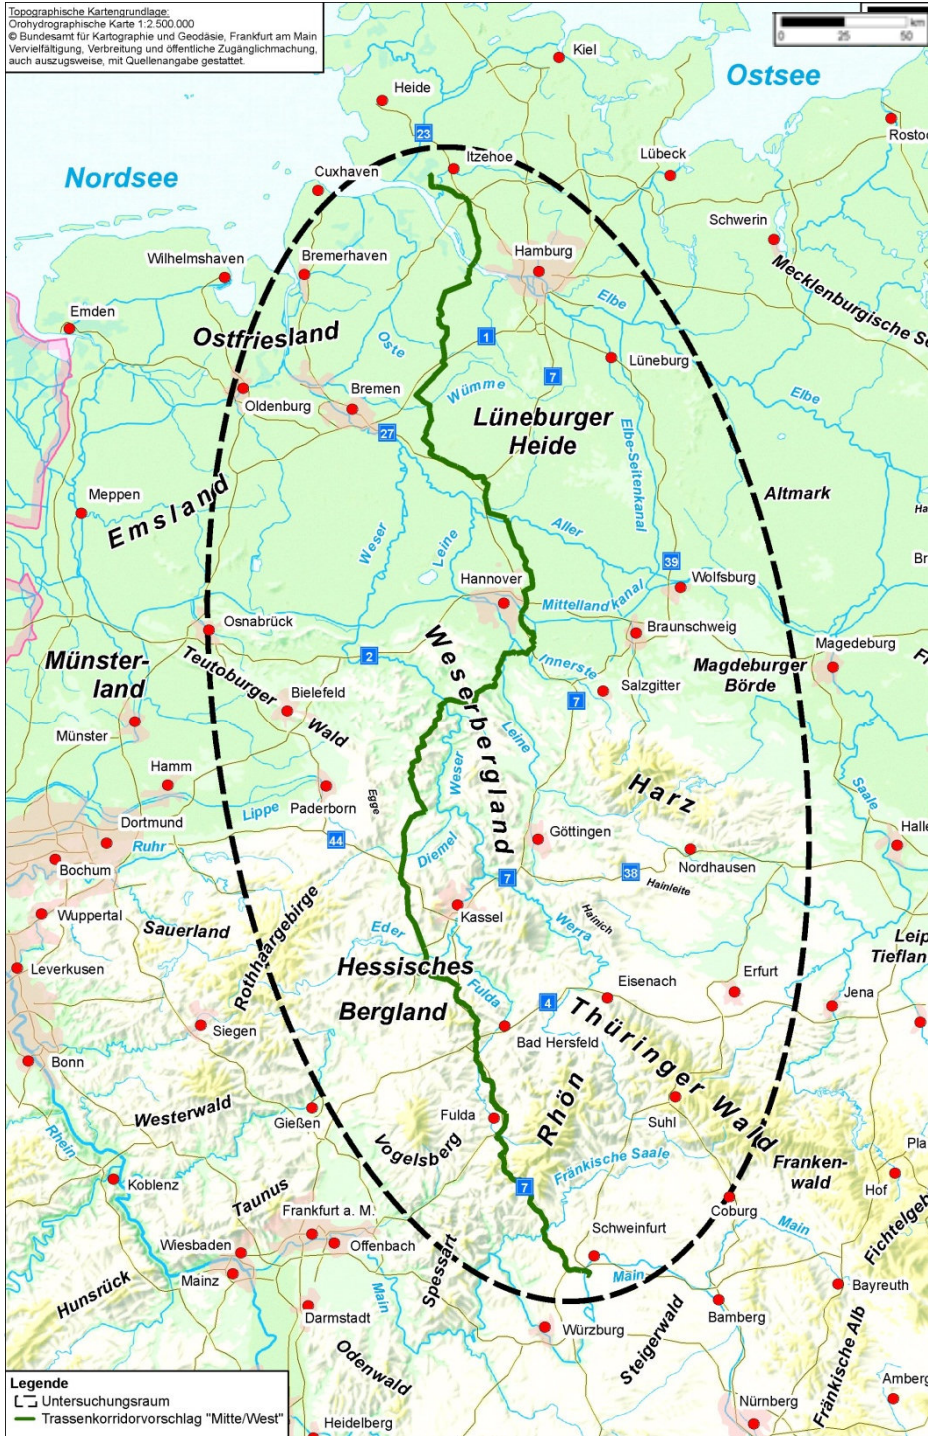 Topographische Kartengrundlage:
Orohydrographische Karte 1:2.500.000
© Bundesamt für Kartographie und Geodäsie, Frankfurt am Main
Vervielfältigung, Verbreitung und öffentliche Zugänglichmachung,
auch auszugsweise, mit Quellenangabe gestattet.
km
0 25 50
Kiel
Ostsee
Heide
23
Rostoc
Itzehoe
Lübeck
Nordsee
Cuxhaven
Schwerin
Wilhelmshaven
Bremerhaven
Hamburg
Mecklenburgische Se
Elbe
Emden
Ostfriesland
Oste
1
Lüneburg
7
Elbe
Oldenburg
Bremen
Wümme
Lüneburger
Heide
27
Elbe-Seitenkanal
Meppen
Emsland
Altmark
Ha
Weser
Leine
Aller
39
Br
Hannover
Wolfsburg
Mittellandkanal
Osnabrück
Braunschweig
Magdeburg
Münster-
land
Teutoburger
Wald
2
Weserbergland
Innerste
Magdeburger
Börde
Fr
Bielefeld
7
Salzgitter
Münster
Leine
Hamm
Weser
Harz
Lippe
Paderborn
Egge
Saale
Dortmund
Ruhr
44
Diemel
Göttingen
Halle
Bochum
7
38
Nordhausen
Hainleite
Wuppertal
Kassel
Hainich
Sauerland
Rothhaargebirge
Eder
Werra
Leip
Tieflan
Leverkusen
Hessisches
Bergland
Fulda
Eisenach
Erfurt
4
Jena
Siegen
Thüringer Wald
Bad Hersfeld
Bonn
Westerwald
Gießen
Fulda
Rhön
Suhl
Rhein
Vogelsberg
Pla
Fränkische Saale
Franken-
wald
Koblenz
Taunus
7
Hof
Coburg
Frankfurt a. M.
Schweinfurt
Main
Fichtelgeb
Wiesbaden
Offenbach
Mainz
Spessart
Main
Hunsrück
Main
Bayreuth
Darmstadt
Würzburg
Steigerwald
Bamberg
Odenwald
Fränkische Alb
Amberg
Nürnberg
Heidelberg
Legende
Untersuchungsraum
Trassenkorridorvorschlag "Mitte/West"